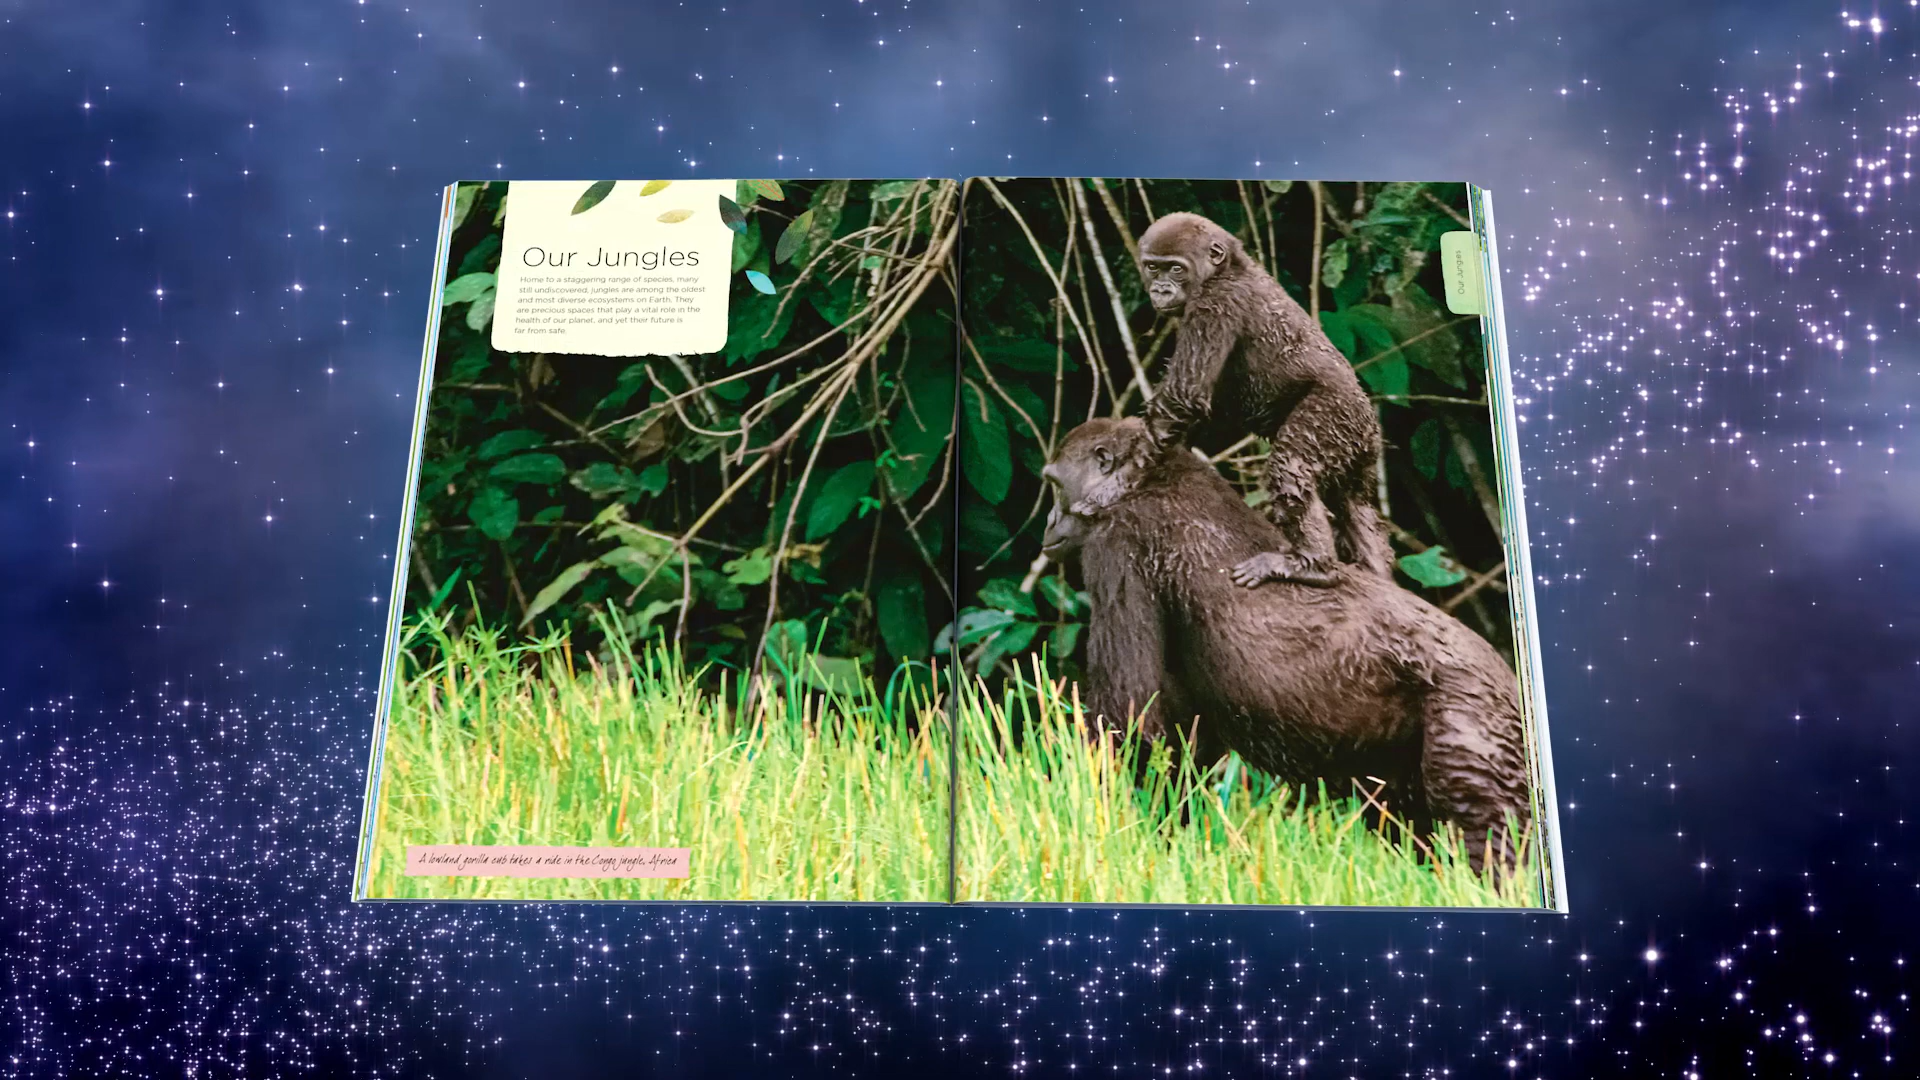 Our Jungles
Home to a staggering range of species, many
still undiscovered, jungles are among the oldest
and most diverse ecosystems on Earth. They
are precious spaces that play a vital role in the
health of our planet, and yet their future is
far from safe.
Our Jungles
A lowland gorilla cub takes a ride in the Congo jungle, Africa